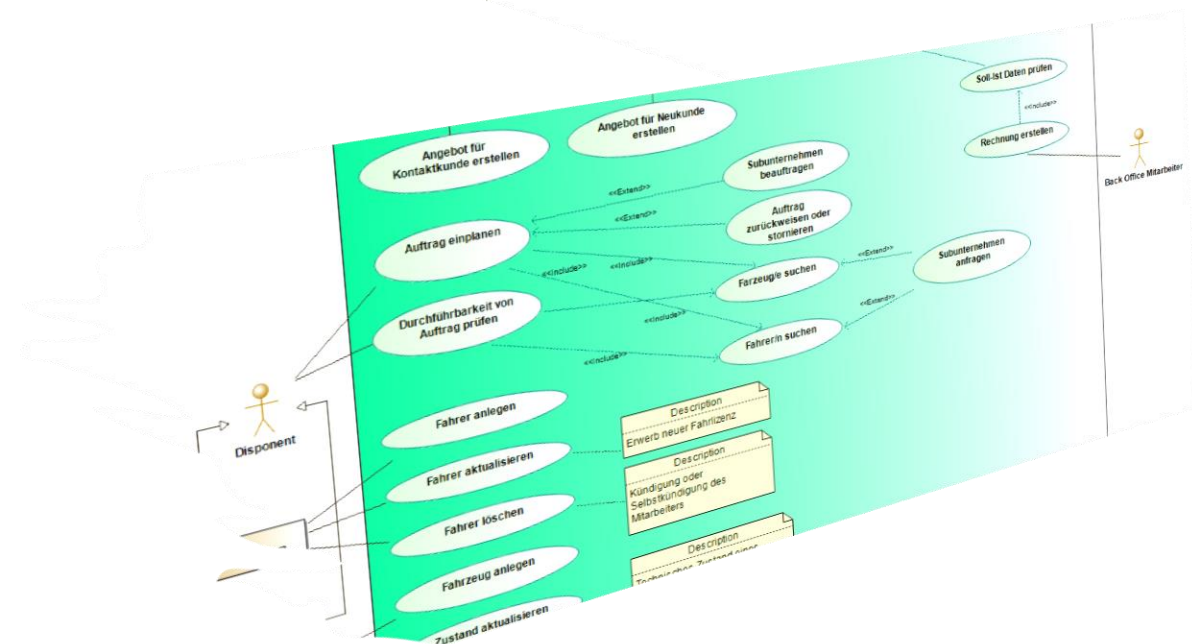 Soll-Ist Daten prüfen
<<Include>>
Rechnung erstellen
Back Office Mitarbeiter
Angebot für
Kontaktkunde erstellen
Angebot für Neukunde
erstellen
Subunternehmen
beauftragen
<<Extend>>
Auftrag
zurückweisen oder
stornieren
<<Extend>>
Auftrag einplanen
<<Include>>
<<Include>>
Farzeug/e suchen
<<Extend>>
Subunternehmen
anfragen
Durchführbarkeit von
Auftrag prüfen
<<Include>>
Fahrer/n suchen
<<Extend>>
<<Include>>
Disponent
Fahrer anlegen
Description
Erwerb neuer Fahrlizenz
Fahrer aktualisieren
Description
Kündigung oder
Selbstkündigung des
Mitarbeiters
Fahrer löschen
Description
Technischer Zustand eines
Fahrzeug anlegen
Zustand aktualisieren